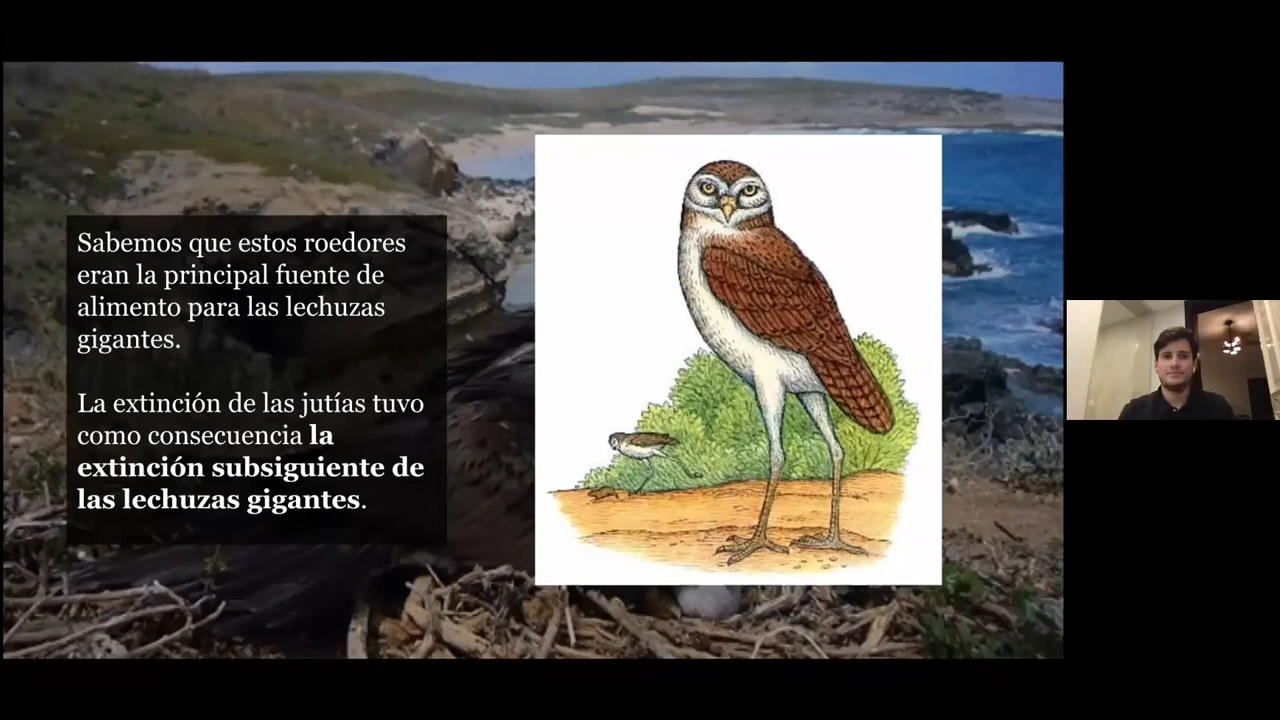 Sabemos que estos roedores
eran la principal fuente de
alimento para las lechuzas
gigantes.
La extinción de las jutías tuvo
como consecuencia la
extinción subsiguiente de
las lechuzas gigantes.